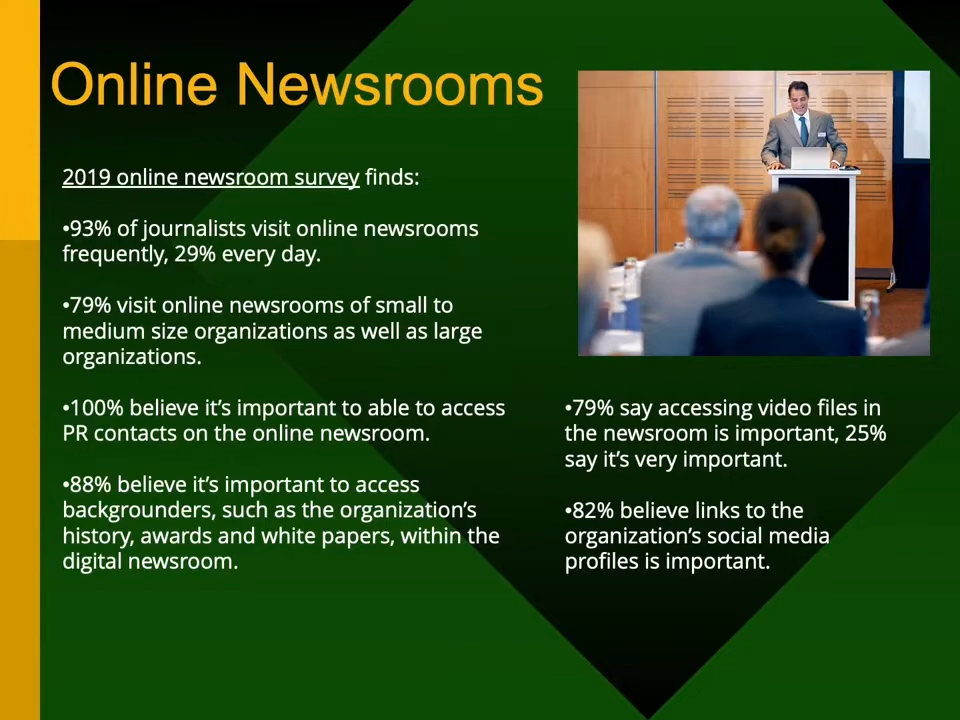 Online Newsrooms
2019 online newsroom survey finds:
•93% of journalists visit online newsrooms
frequently, 29% every day.
•79% visit online newsrooms of small to
medium size organizations as well as large
organizations.
•100% believe it’s important to able to access
PR contacts on the online newsroom.
•88% believe it’s important to access
backgrounders, such as the organization’s
history, awards and white papers, within the
digital newsroom.
•79% say accessing video files in
the newsroom is important, 25%
say it’s very important.
•82% believe links to the
organization’s social media
profiles is important.